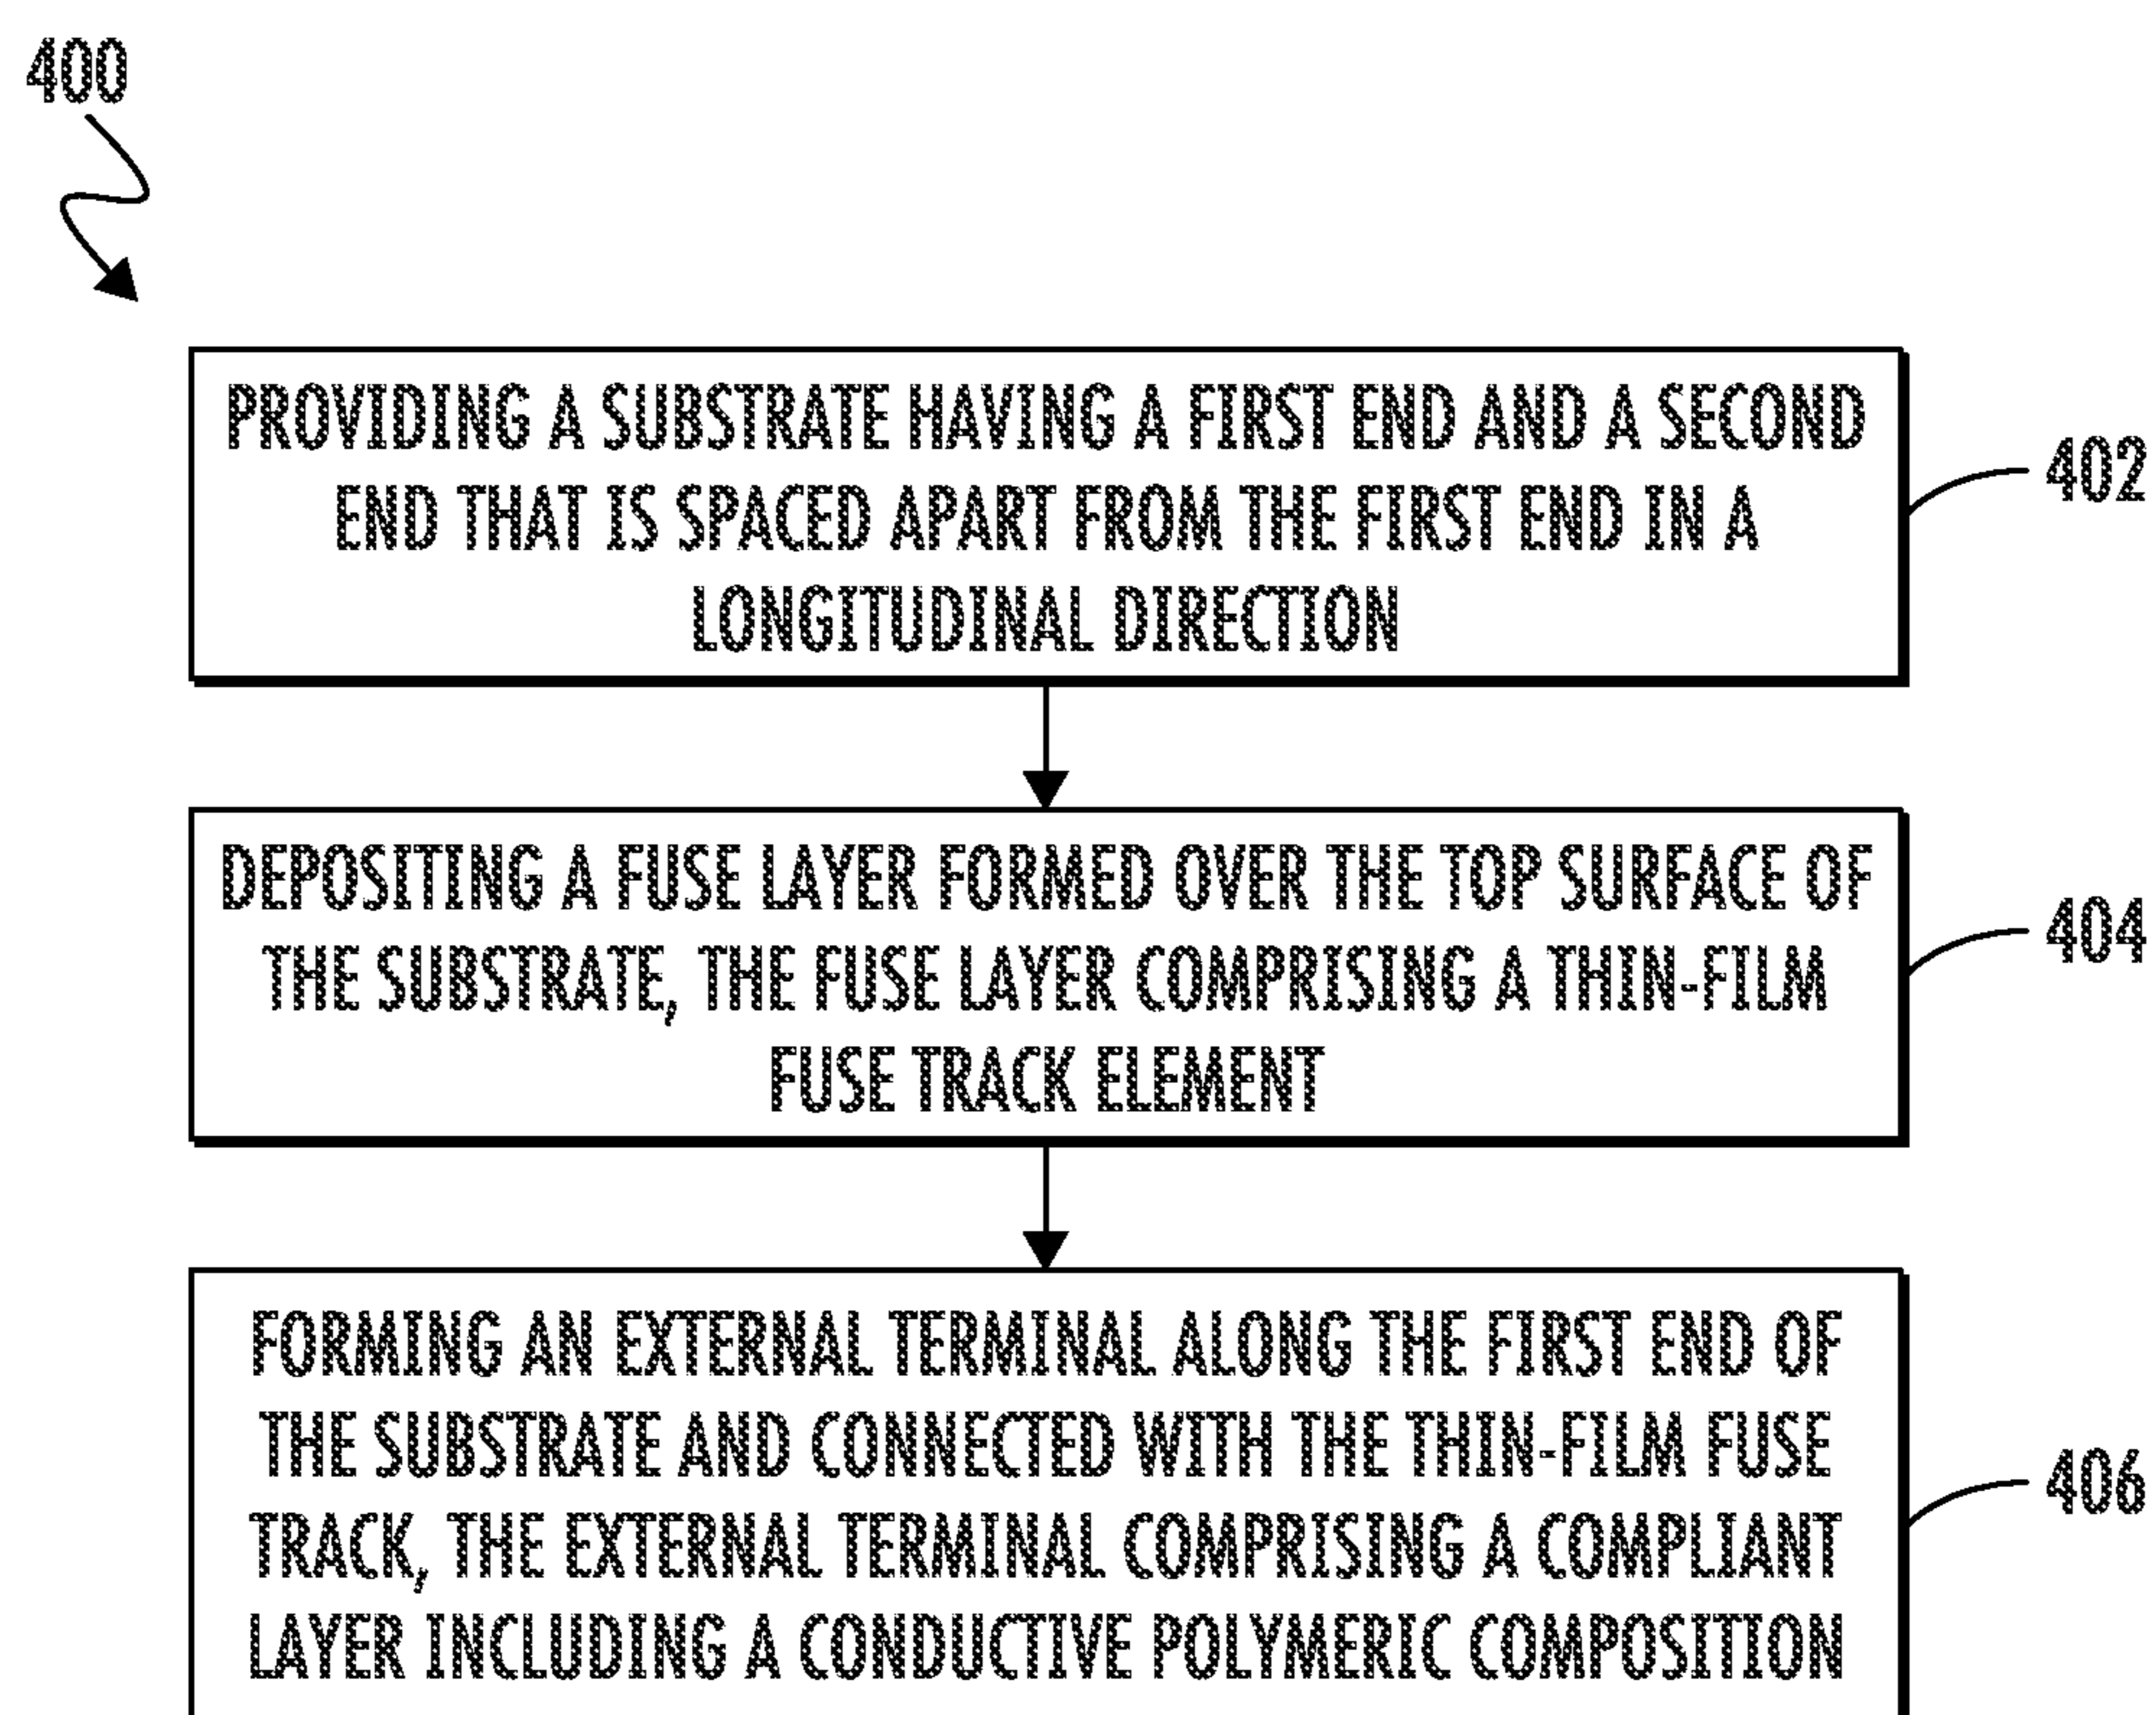 400
PROVIDING A SUBSTRATE HAVING A FIRST END AND A SECOND
END THAT IS SPACED APART FROM THE FIRST END IN A
LONGITUDINAL DIRECTION
402
DEPOSITING A FUSE LAYER FORMED OVER THE TOP SURFACE OF
THE SUBSTRATE, THE FUSE LAYER COMPRISING A THIN-FILM
FUSE TRACK ELEMENT
404
FORMING AN EXTERNAL TERMINAL ALONG THE FIRST END OF
THE SUBSTRATE AND CONNECTED WITH THE THIN-FILM FUSE
TRACK, THE EXTERNAL TERMINAL COMPRISING A COMPLIANT
LAYER INCLUDING A CONDUCTIVE POLYMERIC COMPOSITION
406